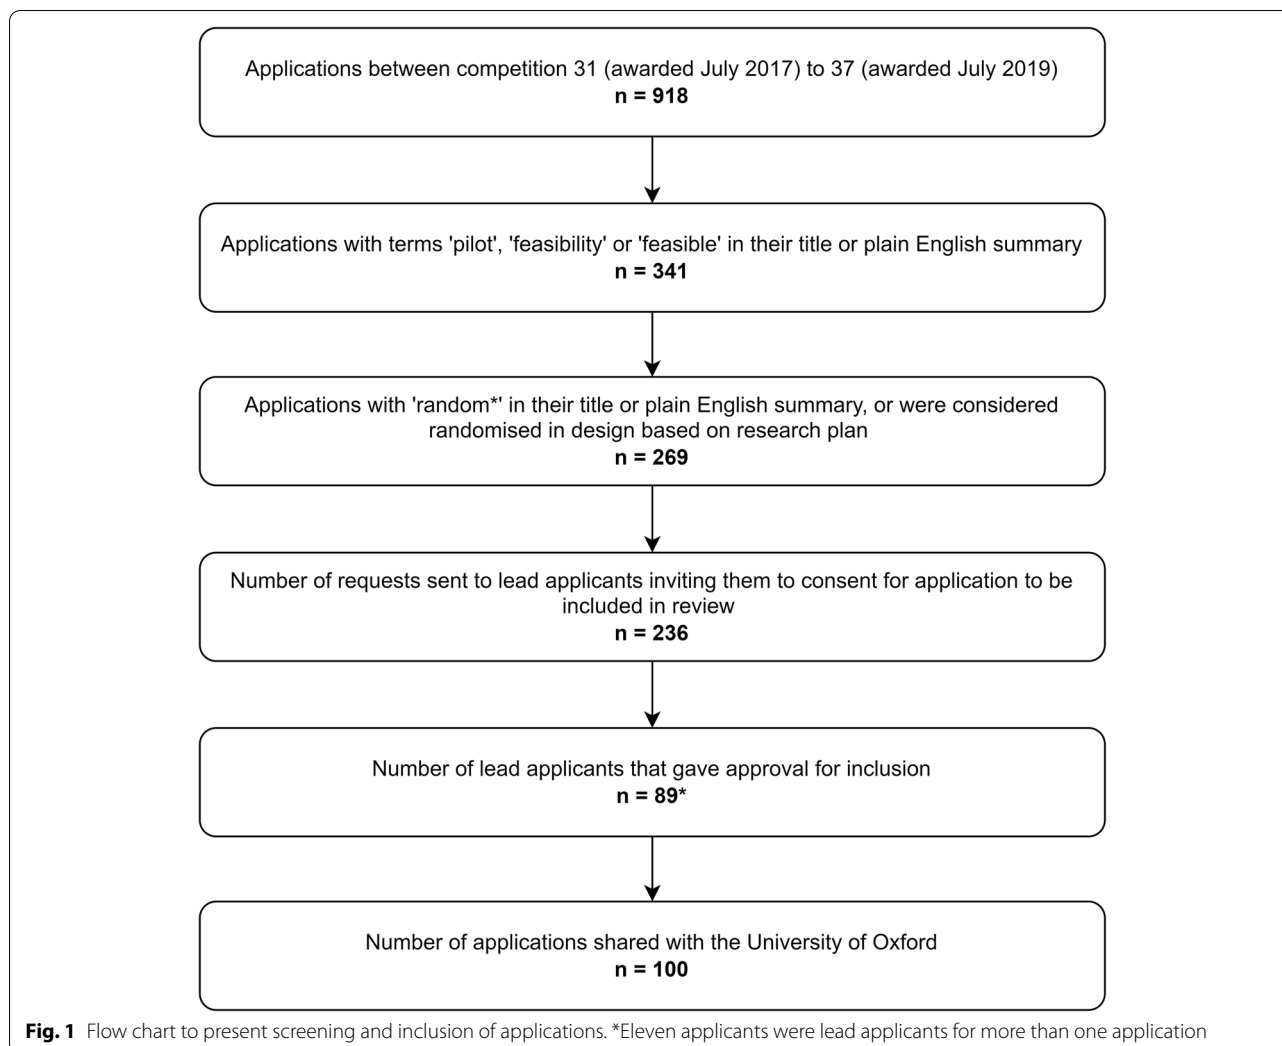 Applications between competition 31 (awarded July 2017) to 37 (awarded July 2019)
n = 918
Applications with terms 'pilot', 'feasibility' or 'feasible' in their title or plain English summary
n = 341
Applications with 'random*' in their title or plain English summary, or were considered
randomised in design based on research plan
n = 269
Number of requests sent to lead applicants inviting them to consent for application to be
included in review
n = 236
Number of lead applicants that gave approval for inclusion
n = 89*
Number of applications shared with the University of Oxford
n = 100
Fig. 1 Flow chart to present screening and inclusion of applications. *Eleven applicants were lead applicants for more than one application